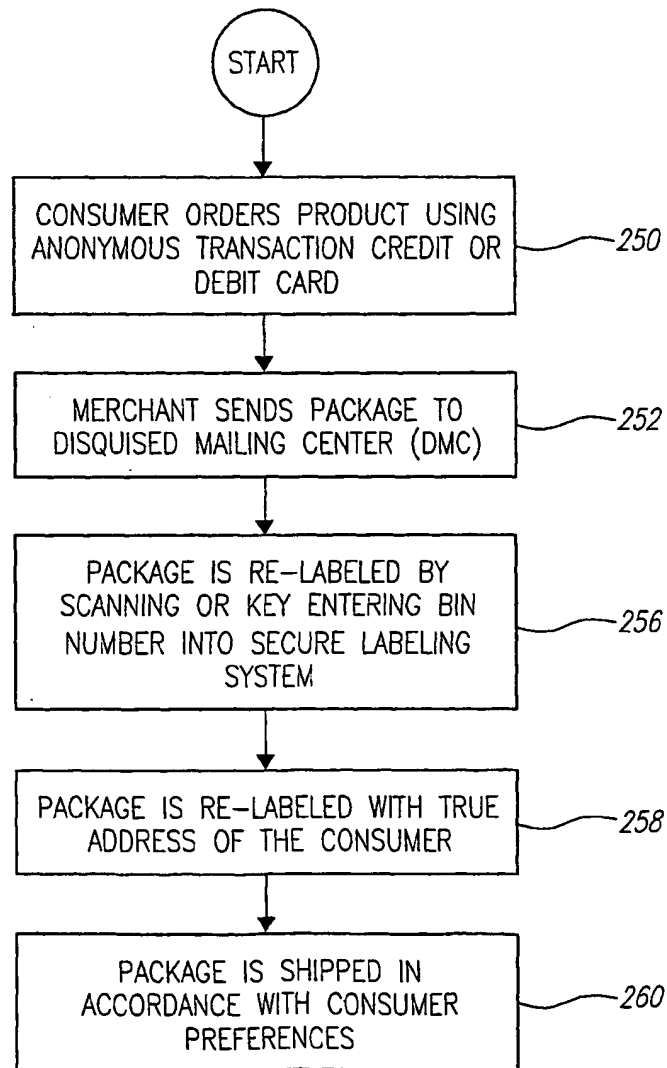 START
CONSUMER ORDERS PRODUCT USING
ANONYMOUS TRANSACTION CREDIT OR
DEBIT CARD
250
MERCHANT SENDS PACKAGE TO
DISQUISED MAILING CENTER (DMC)
252
PACKAGE IS RE-LABELED BY
SCANNING OR KEY ENTERING BIN
NUMBER INTO SECURE LABELING
SYSTEM
256
PACKAGE IS RE-LABELED WITH TRUE
ADDRESS OF THE CONSUMER
258
PACKAGE IS SHIPPED IN
ACCORDANCE WITH CONSUMER
PREFERENCES
260